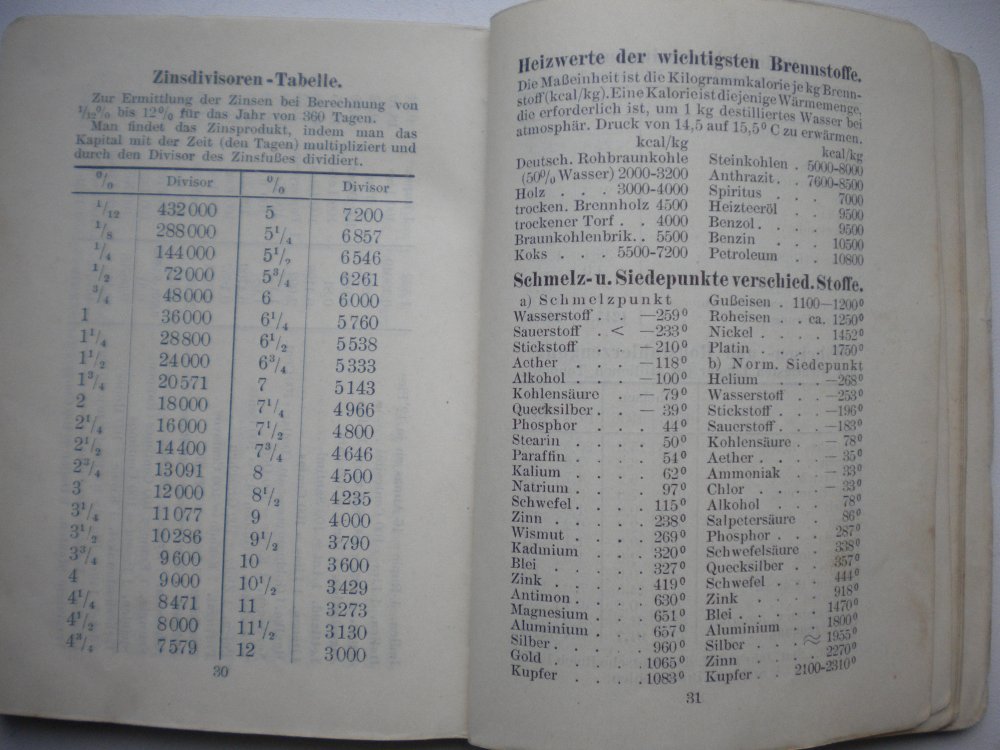 Zinsdivisoren-Tabelle.
Zur Ermittlung der Zinsen bei Berechnung von
1/12% bis 12% für das Jahr von 360 Tagen.
Man findet das Zinsprodukt, indem man das
Kapital mit der Zeit (den Tagen) multipliziert und
durch den Divisor des Zinsfußes dividiert.
% Divisor % Divisor
1/12 432000 5 7200
1/8 288000 5 1/4 6857
1/4 144000 5 1/2 6546
1/2 72000 5 3/4 6261
3/4 48000 6 6000
1 36000 6 1/4 5760
1 1/4 28800 6 1/2 5538
1 1/2 24000 6 3/4 5333
1 3/4 20571 7 5143
2 18000 7 1/4 4966
2 1/4 16000 7 1/2 4800
2 1/2 14400 7 3/4 4646
2 3/4 13091 8 4500
3 12000 8 1/2 4235
3 1/4 11077 9 4000
3 1/2 10286 9 1/2 3790
3 3/4 9600 10 3600
4 9000 10 1/2 3429
4 1/4 8471 11 3273
4 1/2 8000 11 1/2 3130
4 3/4 7579 12 3000
30
Heizwerte der wichtigsten Brennstoffe.
Die Maßeinheit ist die Kilogrammkalorie je kg Brenn-
stoff (kcal/kg). Eine Kalorie ist diejenige Wärmemenge,
die erforderlich ist, um 1 kg destilliertes Wasser bei
atmosphär. Druck von 14,5 auf 15,5° C zu erwärmen.
kcal/kg
Deutsch. Rohbraunkohle
(50% Wasser) 2000-3200
Holz . . . 3000-4000
trocken. Brennholz 4500
trockener Torf . . 4000
Braunkohlenbrik. . 5500
Koks . . . 5500-7200
kcal/kg
Steinkohlen . 5000-8000
Anthrazit . . 7600-8500
Spiritus . . . 7000
Heizteeröl . . 9500
Benzol . . . 9500
Benzin . . . 10500
Petroleum . . 10800
Schmelz- u. Siedepunkte verschied. Stoffe.
a) Schmelzpunkt
Wasserstoff . . —259°
Sauerstoff . < —233°
Stickstoff . . —210°
Aether . . . —118°
Alkohol . . . —100°
Kohlensäure . — 79°
Quecksilber . . — 39°
Phosphor . . . 44°
Stearin . . . . 50°
Paraffin . . . . 54°
Kalium . . . . 62°
Natrium . . . . 97°
Schwefel . . . . 115°
Zinn . . . . 238°
Wismut . . . . 269°
Kadmium . . . 320°
Blei . . . . 327°
Zink . . . . 419°
Antimon . . . . 630°
Magnesium . . . 651°
Aluminium . . . 657°
Silber . . . . 960°
Gold . . . . 1065°
Kupfer . . . . 1083°
Gußeisen . 1100—1200°
Roheisen . . ca. 1250°
Nickel . . . . 1452°
Platin . . . . 1750°
b) Norm. Siedepunkt
Helium . . . —268°
Wasserstoff . . —253°
Stickstoff . . . —196°
Sauerstoff . . . —183°
Kohlensäure . . — 78°
Aether . . . — 35°
Ammoniak . . — 33°
Chlor . . . . — 33°
Alkohol . . . 78°
Salpetersäure . 86°
Phosphor . . . 287°
Schwefelsäure . 338°
Quecksilber . . 357°
Schwefel . . . 444°
Zink . . . . 918°
Blei . . . . 1470°
Aluminium . . 1800°
Silber . . . ≈ 1955°
Zinn . . . . 2270°
Kupfer . . 2100-2310°
31